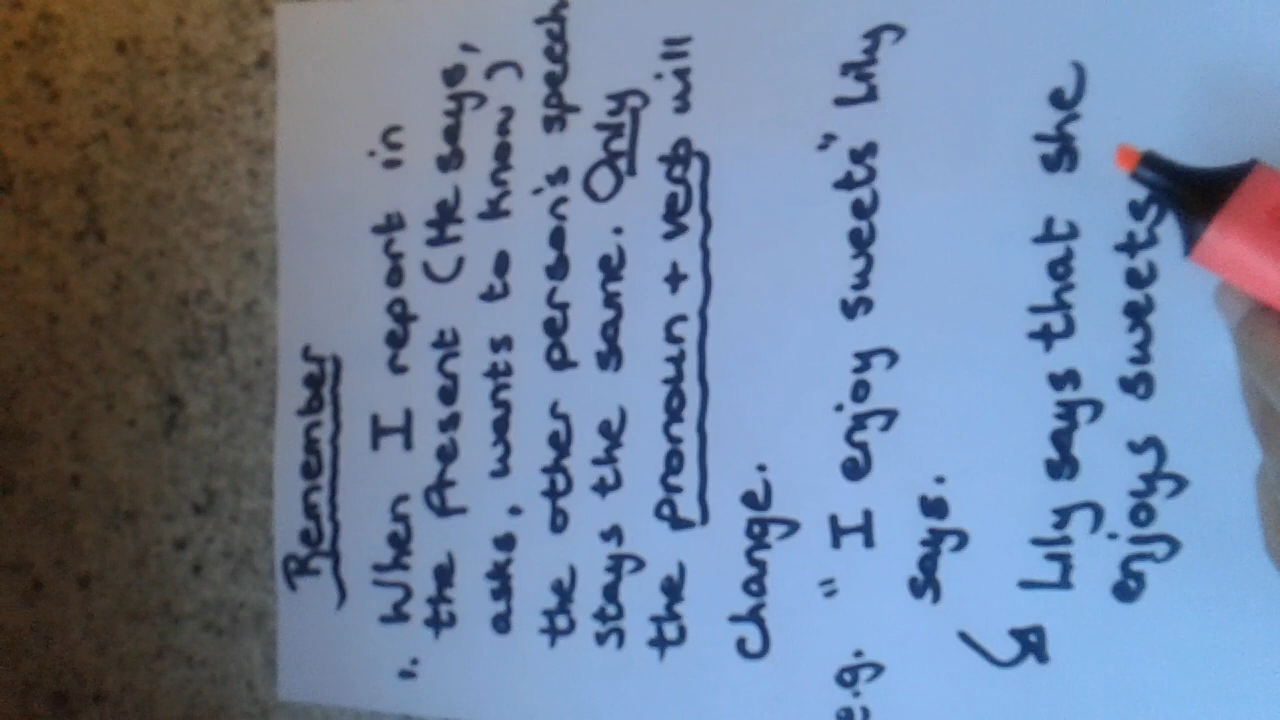 Remember
1. When I report in
the Present (He says,
asks, wants to know)
the other person's speech
stays the same. Only
the pronoun + verb will
change.
e.g. "I enjoy sweets" Lily
says.
Lily says that she
enjoys sweets